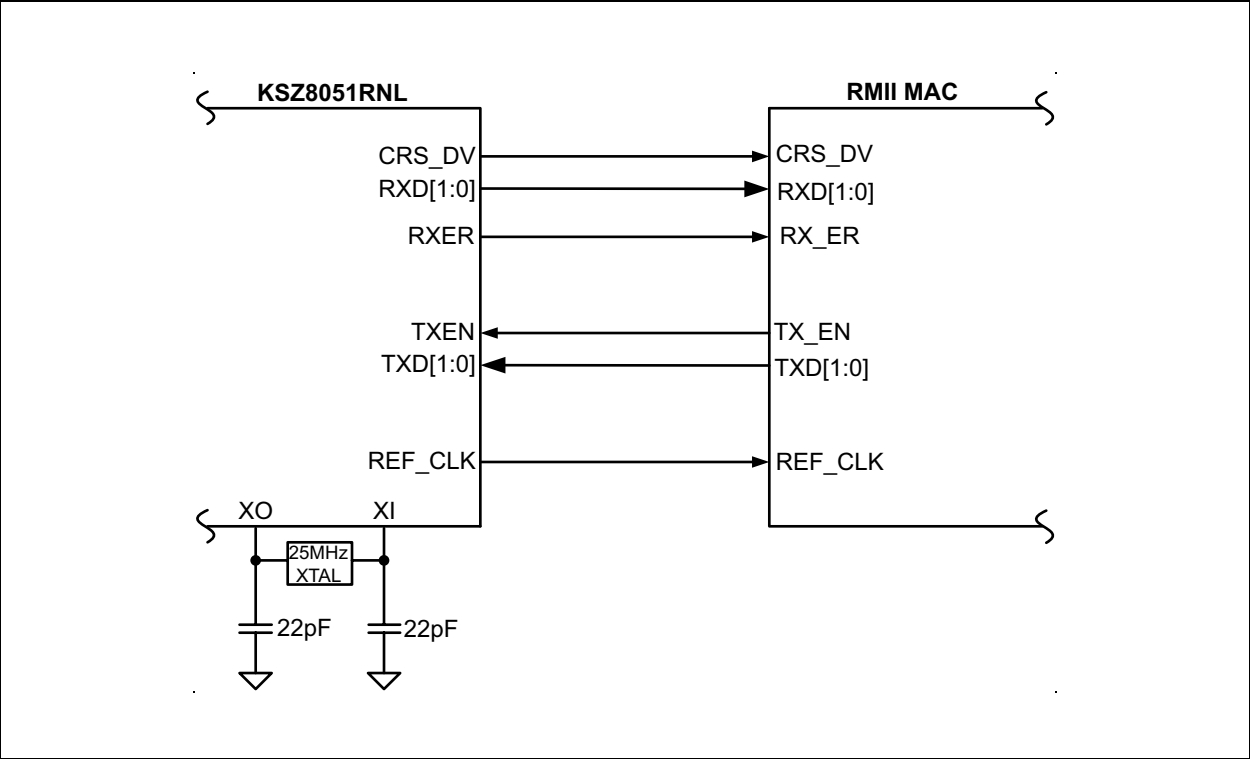 KSZ8051RNL
RMII MAC
CRS_DV
CRS_DV
RXD[1:0]
RXD[1:0]
RXER
RX_ER
TXEN
TX_EN
TXD[1:0]
TXD[1:0]
REF_CLK
REF_CLK
XO
XI
25MHz
XTAL
22pF
22pF